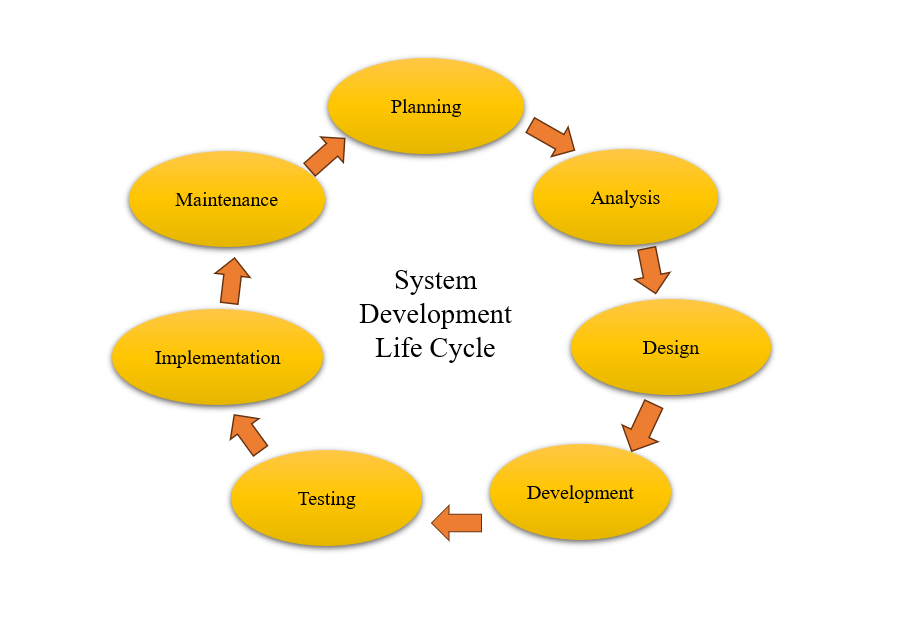 Planning
Analysis
Design
Development
Testing
Implementation
Maintenance
System
Development
Life Cycle